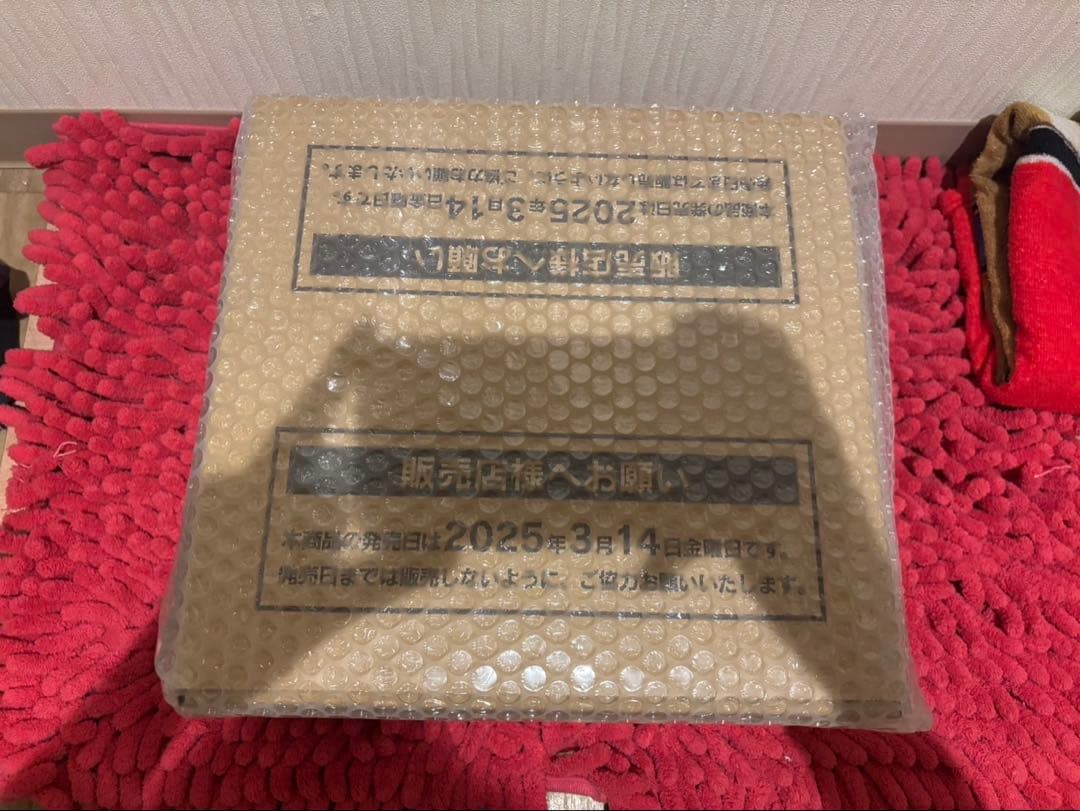 販売店様へお願い
本商品の発売日は2025年3月14日金曜日です。
発売日までは販売しないように、ご協力お願いいたします。
販売店様へお願い
本商品の発売日は2025年3月14日金曜日です。
発売日までは販売しないように、ご協力お願いいたします。